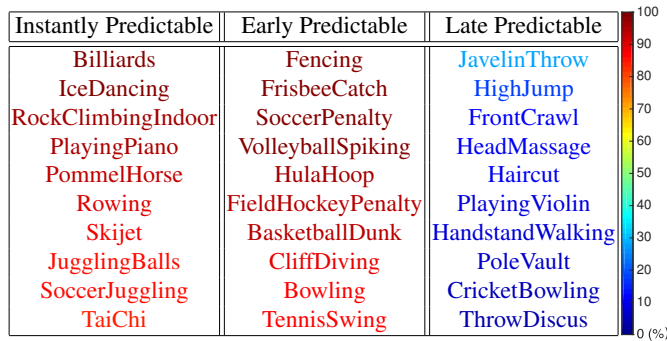 Instantly Predictable Early Predictable Late Predictable 100
Billiards Fencing JavelinThrow 90
IceDancing FrisbeeCatch HighJump 80
RockClimbingIndoor SoccerPenalty FrontCrawl 70
PlayingPiano VolleyballSpiking HeadMassage 60
PommelHorse HulaHoop Haircut 50
Rowing FieldHockeyPenalty PlayingViolin 40
Skijet BasketballDunk HandstandWalking 30
JugglingBalls CliffDiving PoleVault 20
SoccerJuggling Bowling CricketBowling 10
TaiChi TennisSwing ThrowDiscus 0 (%)